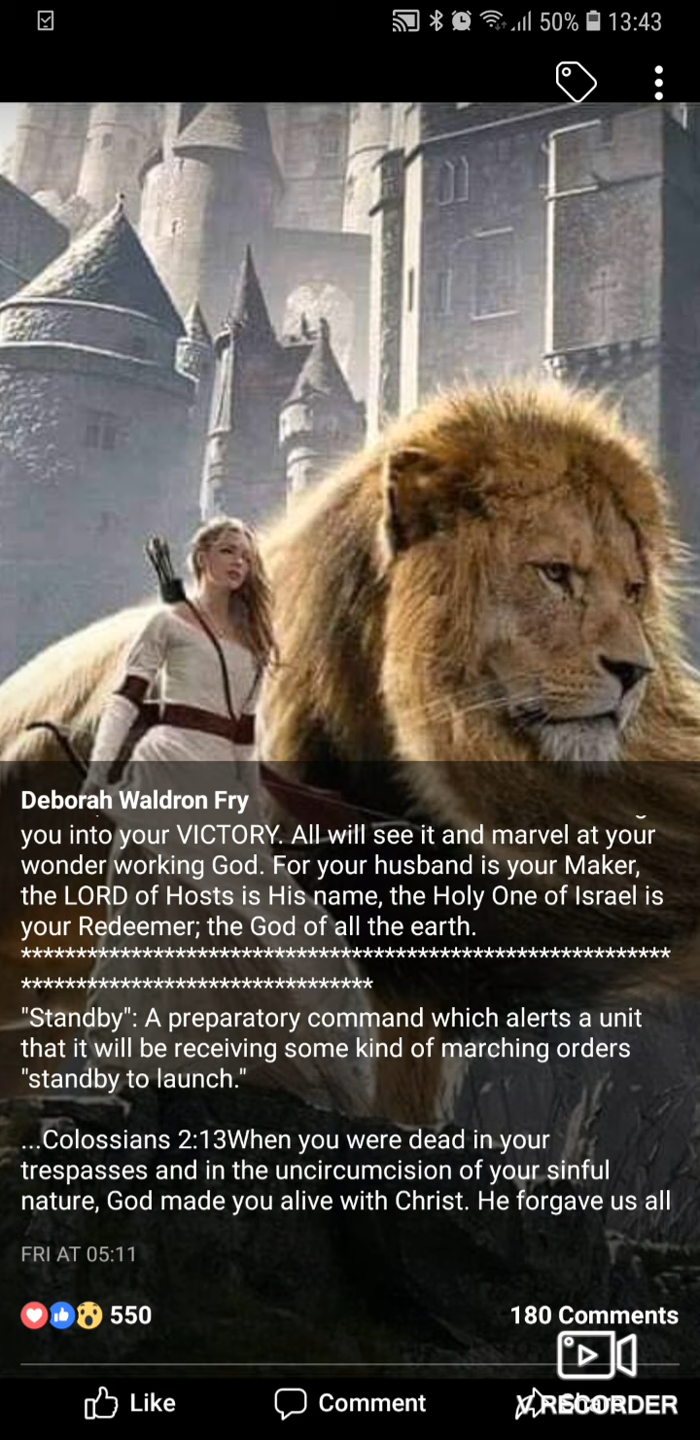 50% 13:43
Deborah Waldron Fry
you into your VICTORY. All will see it and marvel at your
wonder working God. For your husband is your Maker,
the LORD of Hosts is His name, the Holy One of Israel is
your Redeemer; the God of all the earth.
************************************************************
********************************
"Standby": A preparatory command which alerts a unit
that it will be receiving some kind of marching orders
"standby to launch."
...Colossians 2:13When you were dead in your
trespasses and in the uncircumcision of your sinful
nature, God made you alive with Christ. He forgave us all
FRI AT 05:11
550 180 Comments
Like Comment Share
V.RECORDER